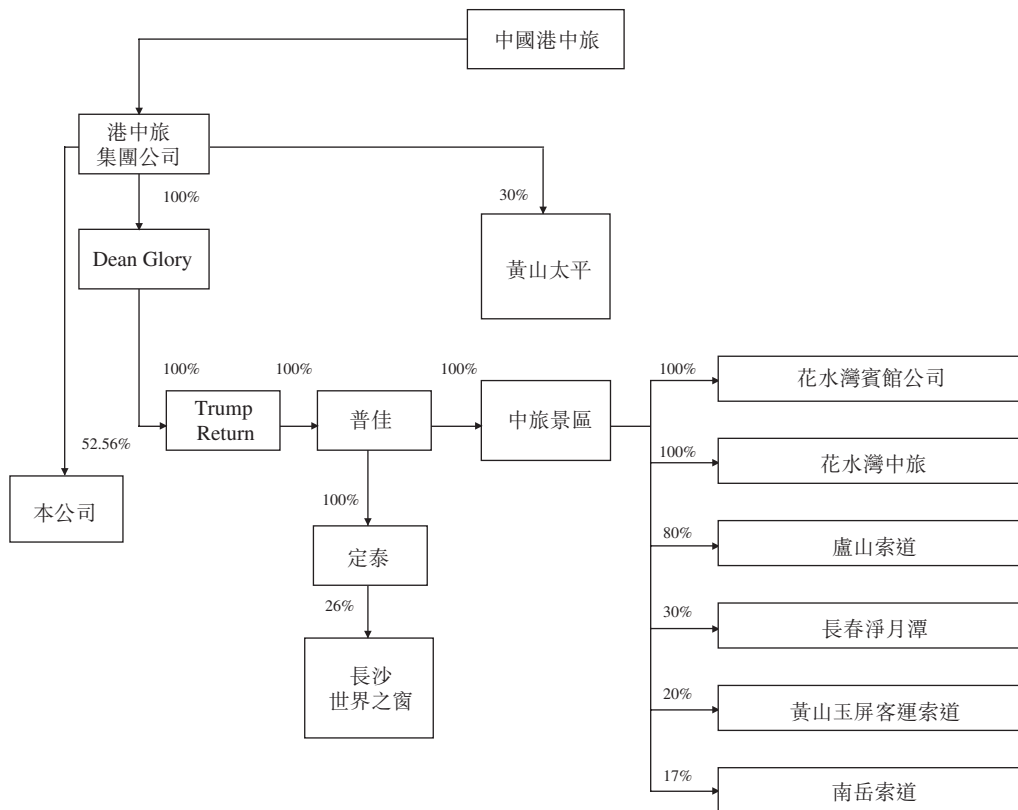 中國港中旅
港中旅
集團公司
100%
30%
Dean Glory
黃山太平
100%
100%
100%
100%
花水灣賓館公司
Trump
Return
普佳
中旅景區
52.56%
100%
花水灣中旅
本公司
100%
定泰
80%
盧山索道
26%
30%
長春淨月潭
長沙
世界之窗
20%
黃山玉屏客運索道
17%
南岳索道